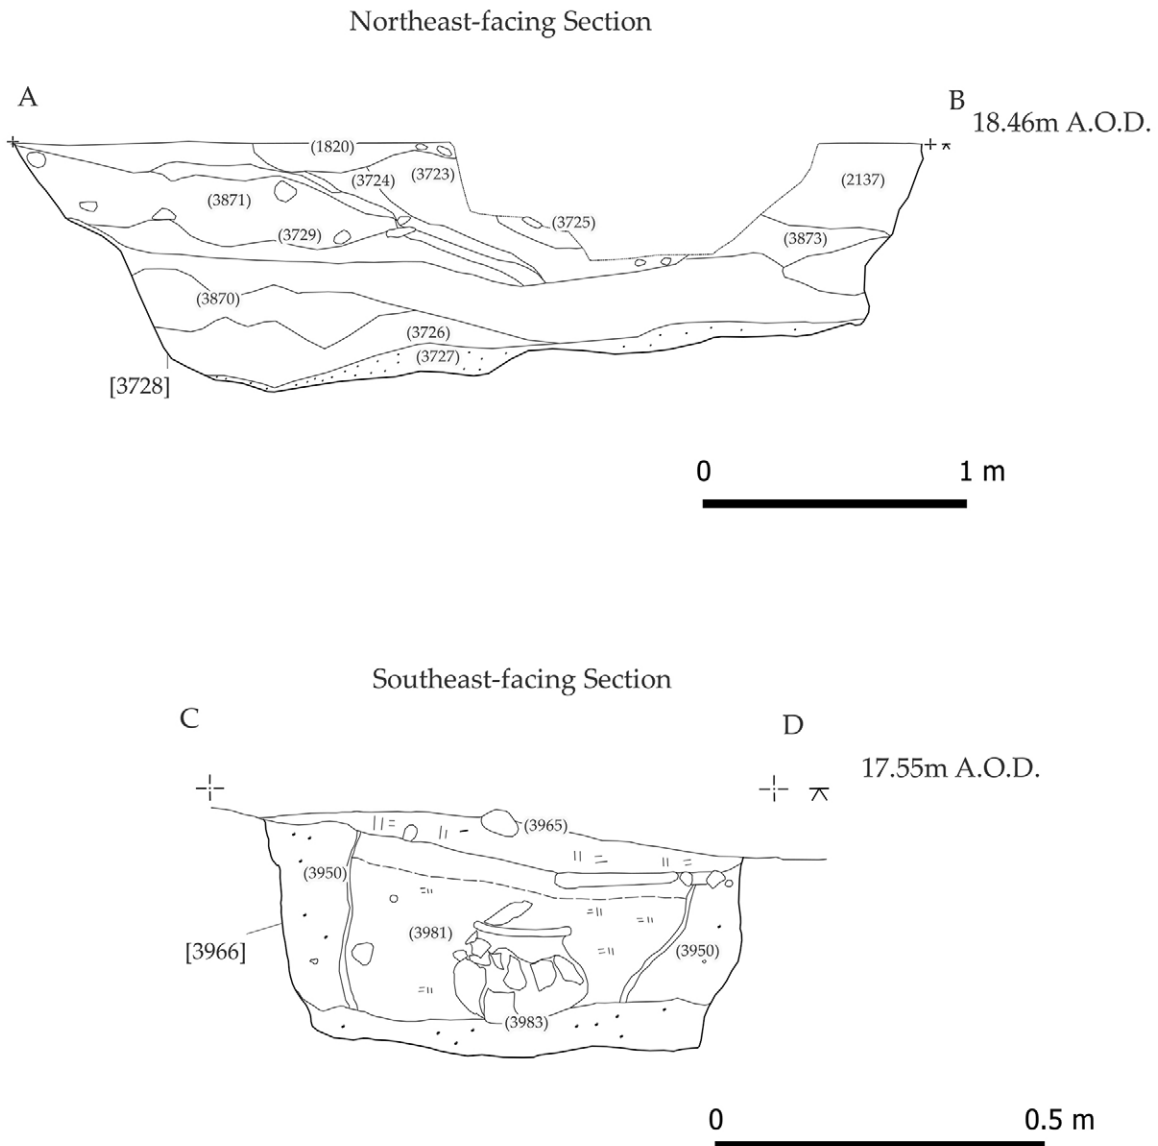 Northeast-facing Section
A
B
18.46m A.O.D.
(1820)
(3723)
(3724)
(2137)
(3871)
(3725)
(3729)
(3873)
(3870)
(3726)
(3727)
[3728]
0 1 m
Southeast-facing Section
C
D
17.55m A.O.D.
(3965)
(3950)
(3981)
[3966]
(3950)
(3983)
0 0.5 m